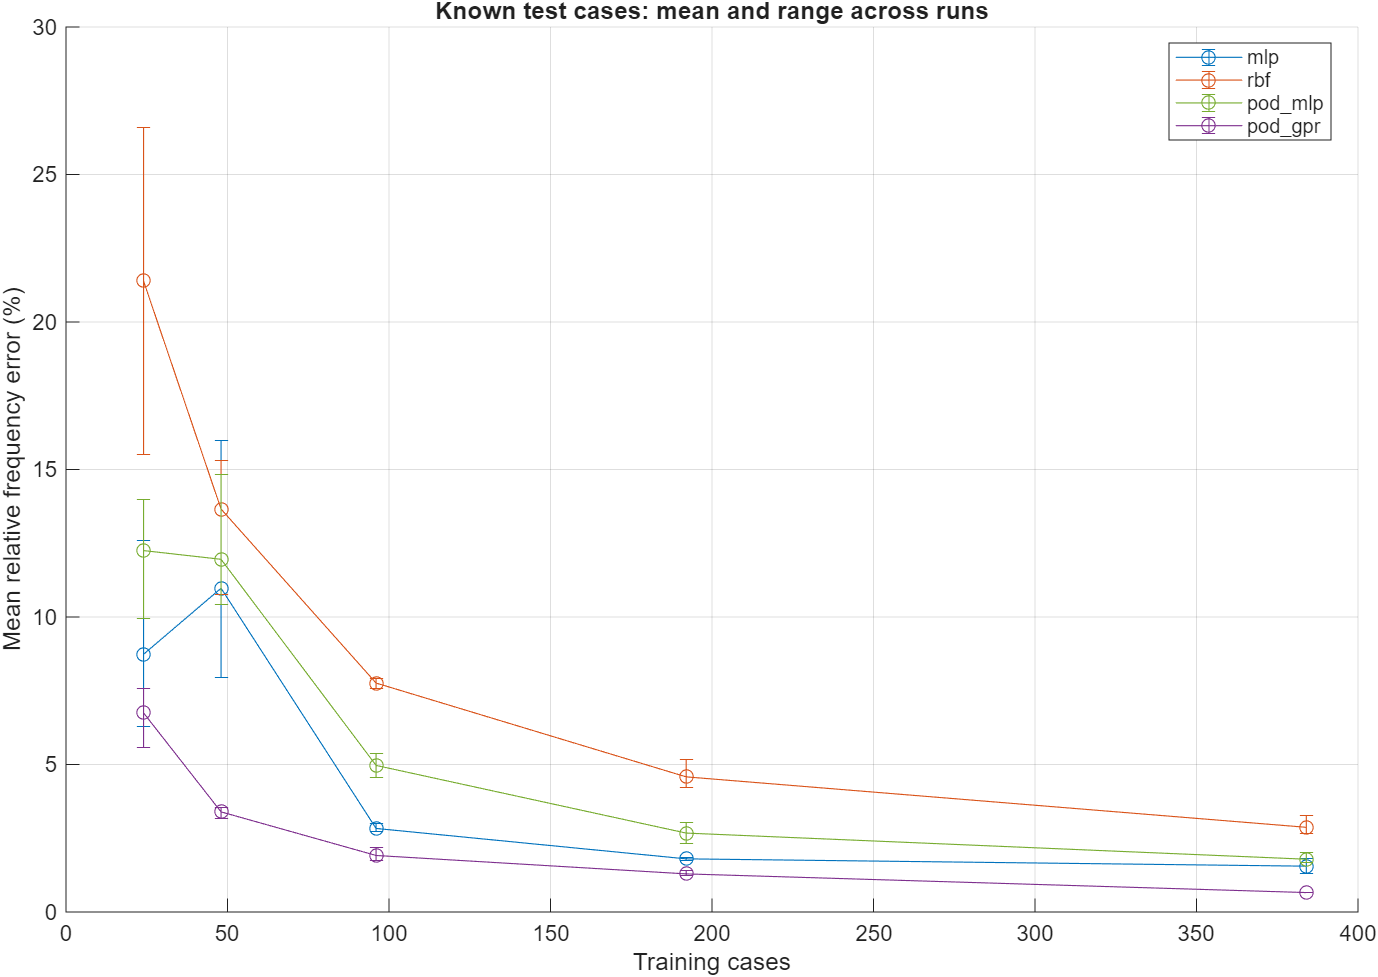 Known test cases: mean and range across runs
mlp
rbf
pod_mlp
pod_gpr
Mean relative frequency error (%)
30
25
20
15
10
5
0
0 50 100 150 200 250 300 350 400
Training cases